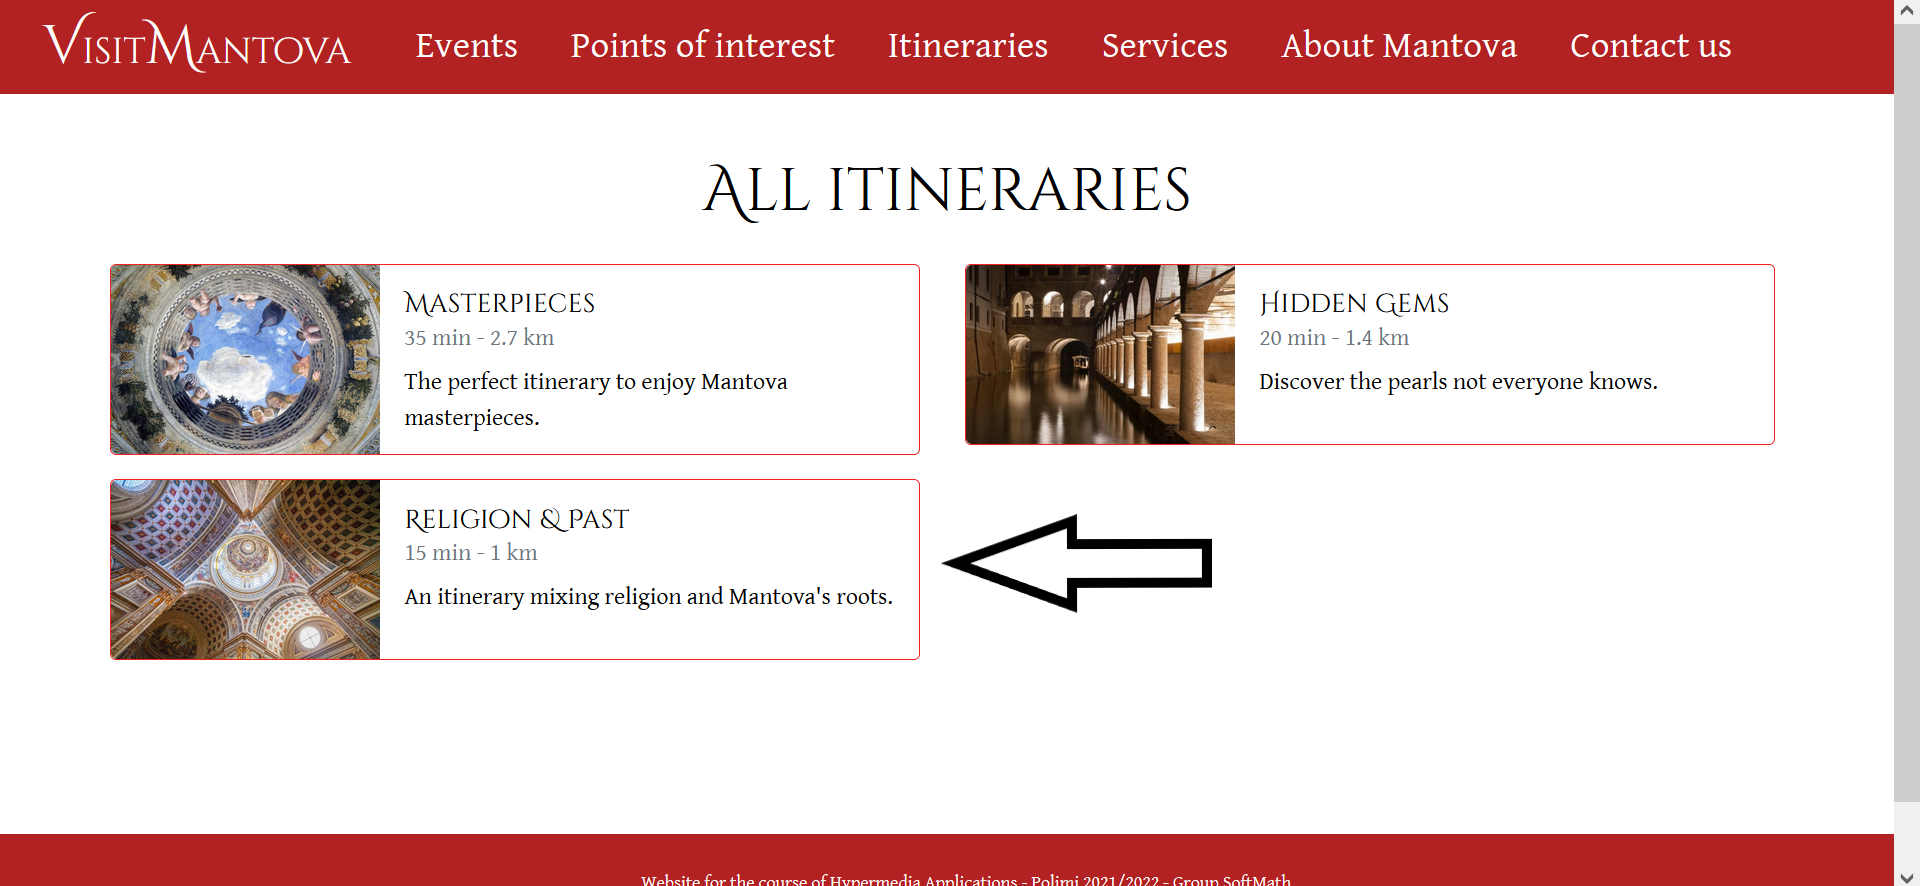 VisitMantova
Events
Points of interest
Itineraries
Services
About Mantova
Contact us
All itineraries
Masterpieces
35 min - 2.7 km
The perfect itinerary to enjoy Mantova
masterpieces.
Hidden Gems
20 min - 1.4 km
Discover the pearls not everyone knows.
Religion & Past
15 min - 1 km
An itinerary mixing religion and Mantova's roots.
Website for the course of Hypermedia Applications - Polimi 2021/2022 - Group SoftMath